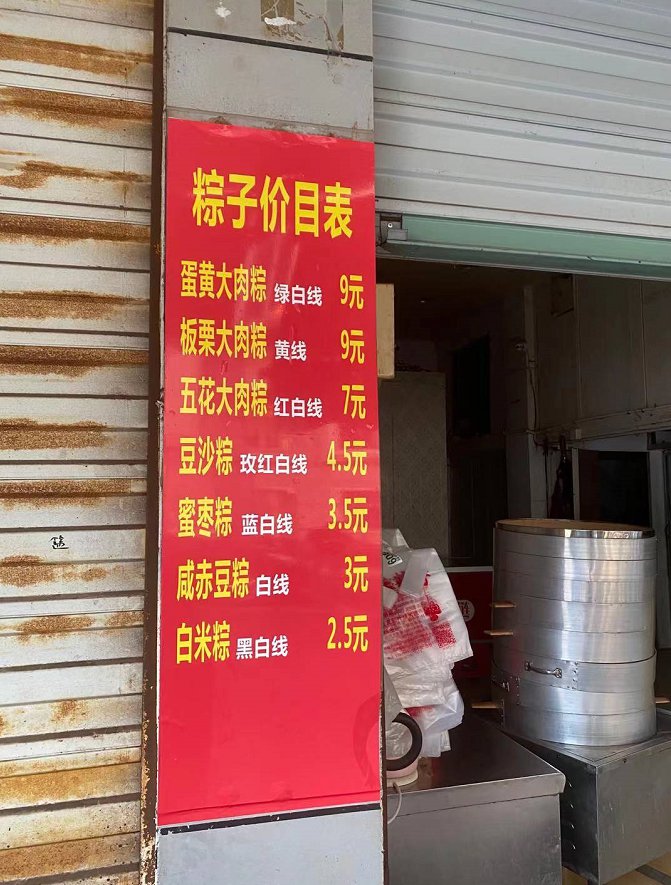 粽子价目表
蛋黄大肉粽 绿白线 9元
板栗大肉粽 黄线 9元
五花大肉粽 红白线 7元
豆沙粽 玫红白线 4.5元
蜜枣粽 蓝白线 3.5元
咸赤豆粽 白线 3元
白米粽 黑白线 2.5元